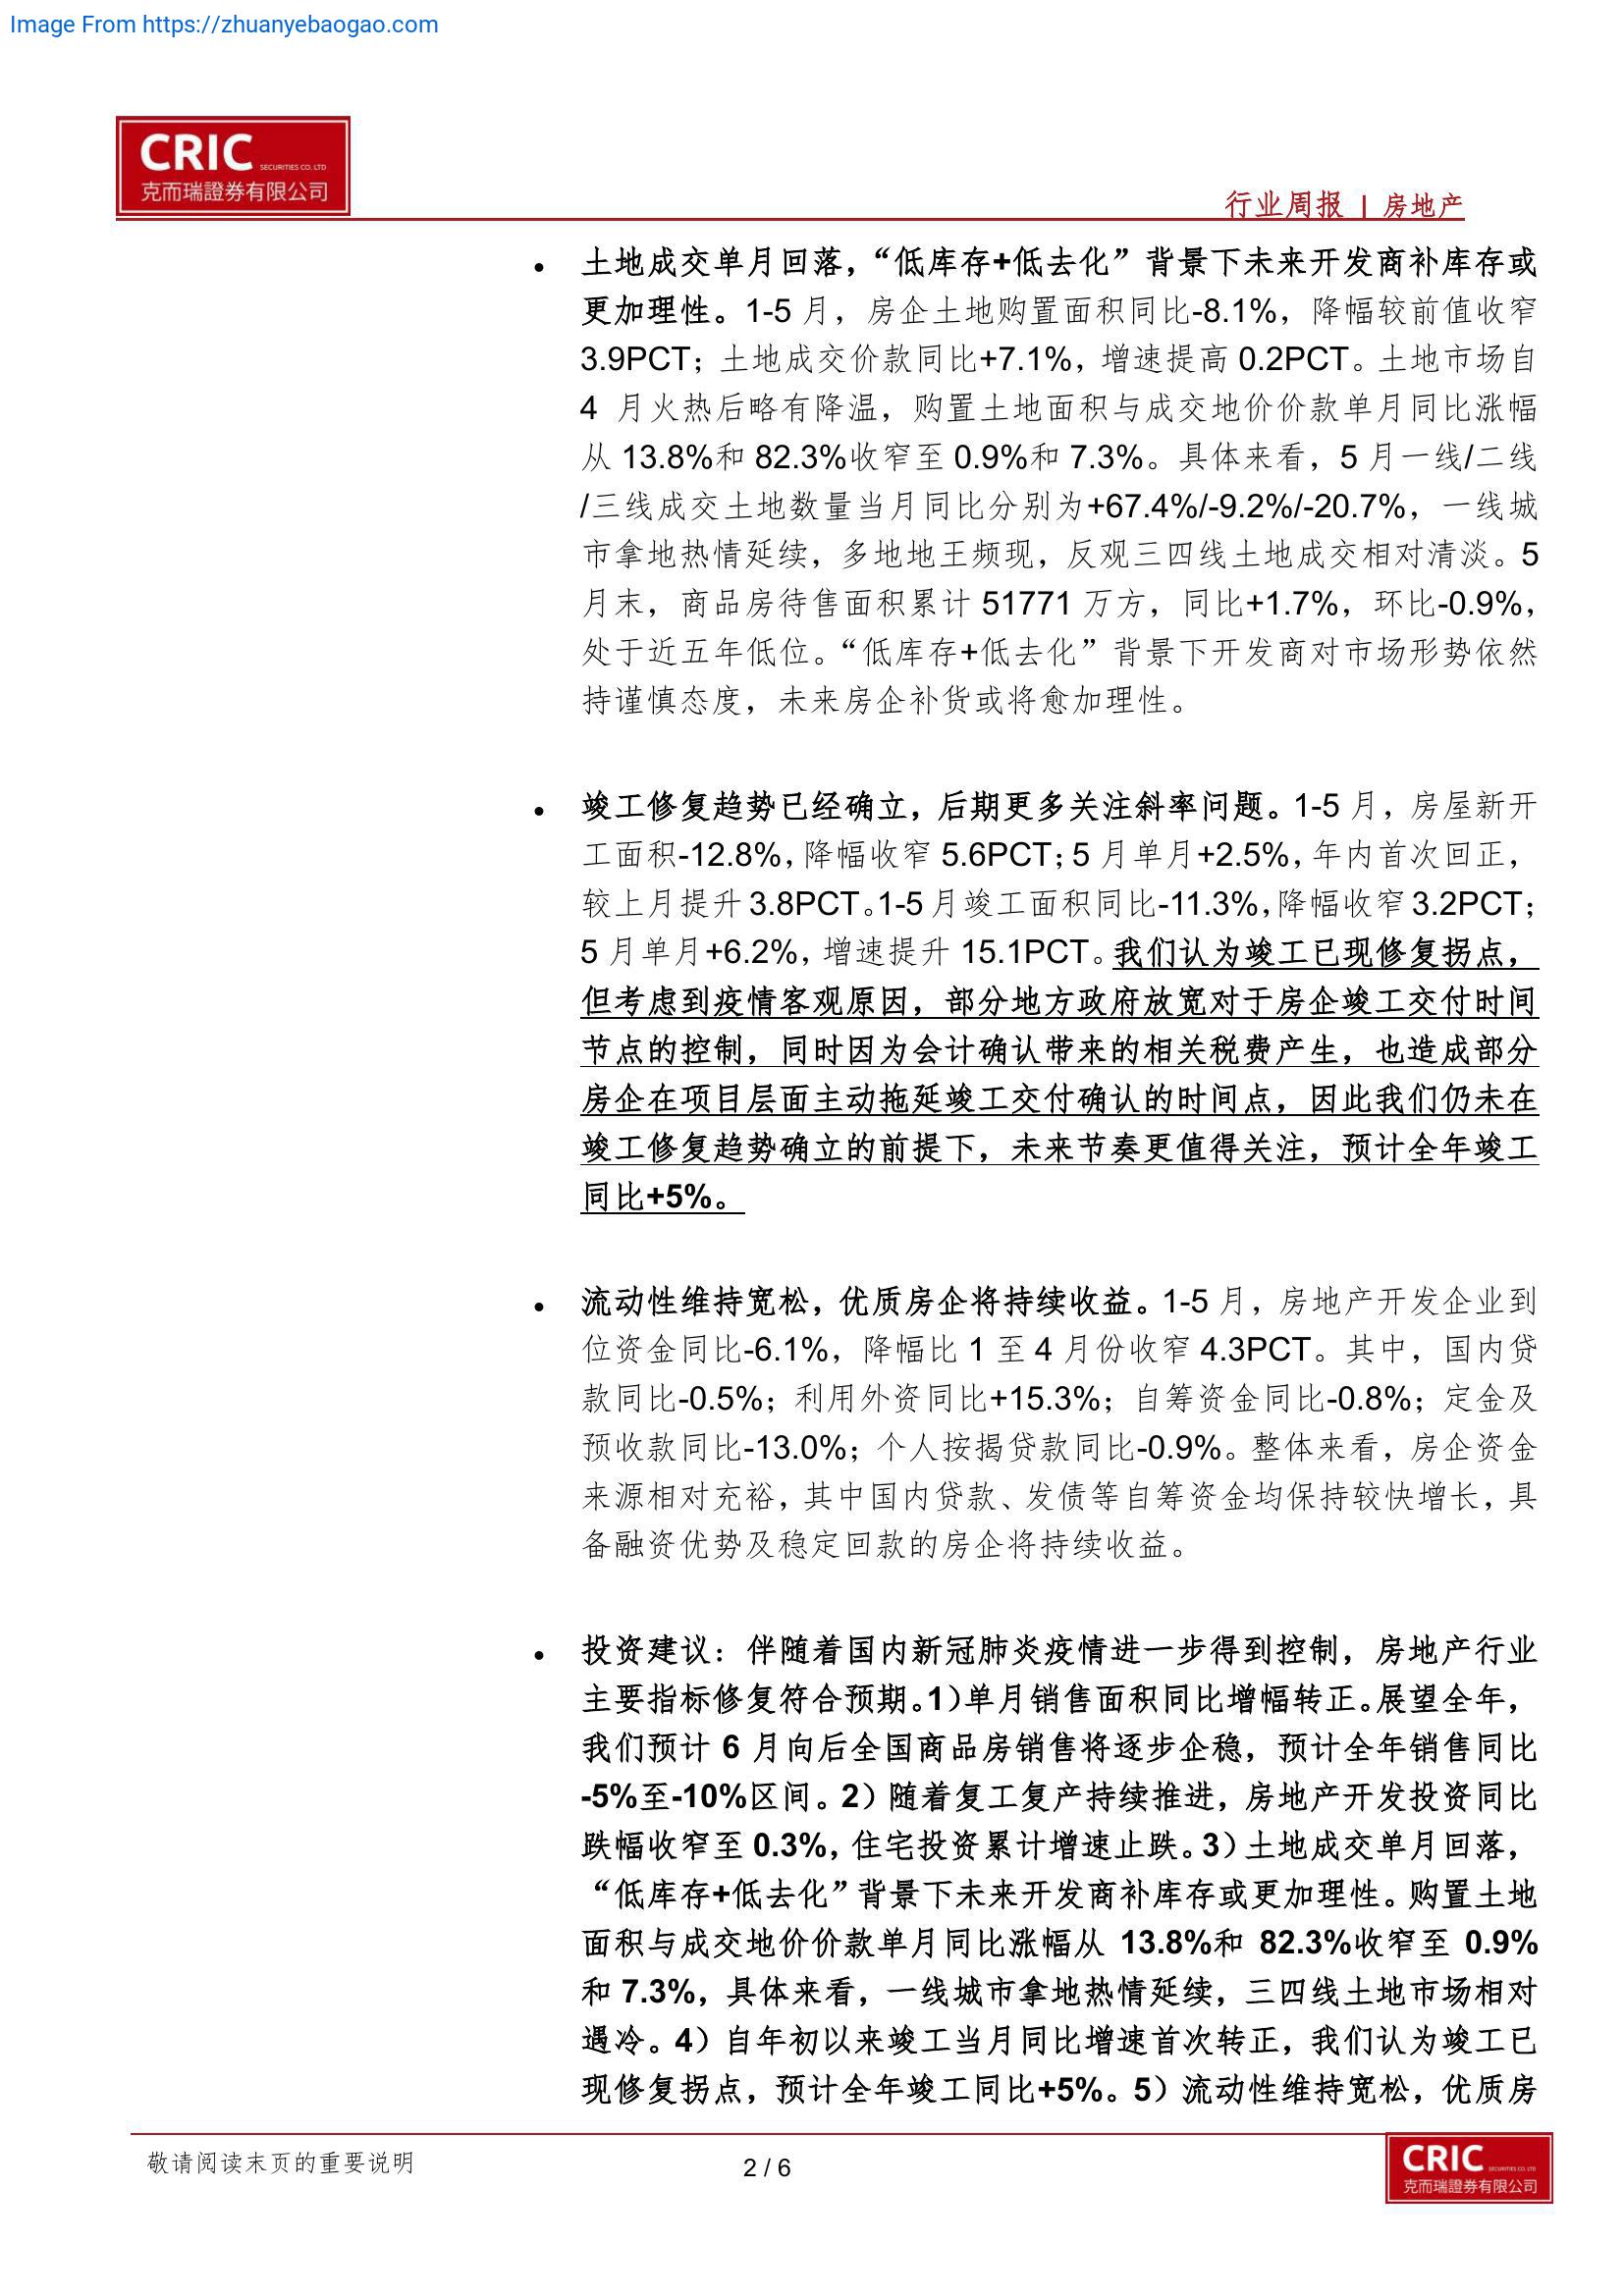 Image From https://zhuanyebaogao.com
CRIC SECURITIES CO. LTD
克而瑞證券有限公司
行业周报 | 房地产
• 土地成交单月回落，“低库存+低去化”背景下未来开发商补库存或
更加理性。1-5 月，房企土地购置面积同比-8.1%，降幅较前值收窄
3.9PCT；土地成交价款同比+7.1%，增速提高 0.2PCT。土地市场自
4 月火热后略有降温，购置土地面积与成交地价价款单月同比涨幅
从 13.8%和 82.3%收窄至 0.9%和 7.3%。具体来看，5 月一线/二线
/三线成交土地数量当月同比分别为+67.4%/-9.2%/-20.7%，一线城
市拿地热情延续，多地地王频现，反观三四线土地成交相对清淡。5
月末，商品房待售面积累计 51771 万方，同比+1.7%，环比-0.9%，
处于近五年低位。“低库存+低去化”背景下开发商对市场形势依然
持谨慎态度，未来房企补货或将愈加理性。
• 竣工修复趋势已经确立，后期更多关注斜率问题。1-5 月，房屋新开
工面积-12.8%，降幅收窄 5.6PCT；5 月单月+2.5%，年内首次回正，
较上月提升 3.8PCT。1-5 月竣工面积同比-11.3%，降幅收窄 3.2PCT；
5 月单月+6.2%，增速提升 15.1PCT。我们认为竣工已现修复拐点，
但考虑到疫情客观原因，部分地方政府放宽对于房企竣工交付时间
节点的控制，同时因为会计确认带来的相关税费产生，也造成部分
房企在项目层面主动拖延竣工交付确认的时间点，因此我们仍未在
竣工修复趋势确立的前提下，未来节奏更值得关注，预计全年竣工
同比+5%。
• 流动性维持宽松，优质房企将持续收益。1-5 月，房地产开发企业到
位资金同比-6.1%，降幅比 1 至 4 月份收窄 4.3PCT。其中，国内贷
款同比-0.5%；利用外资同比+15.3%；自筹资金同比-0.8%；定金及
预收款同比-13.0%；个人按揭贷款同比-0.9%。整体来看，房企资金
来源相对充裕，其中国内贷款、发债等自筹资金均保持较快增长，具
备融资优势及稳定回款的房企将持续收益。
• 投资建议：伴随着国内新冠肺炎疫情进一步得到控制，房地产行业
主要指标修复符合预期。1）单月销售面积同比增幅转正。展望全年，
我们预计 6 月向后全国商品房销售将逐步企稳，预计全年销售同比
-5%至-10%区间。2）随着复工复产持续推进，房地产开发投资同比
跌幅收窄至 0.3%，住宅投资累计增速止跌。3）土地成交单月回落，
“低库存+低去化”背景下未来开发商补库存或更加理性。购置土地
面积与成交地价价款单月同比涨幅从 13.8%和 82.3%收窄至 0.9%
和 7.3%，具体来看，一线城市拿地热情延续，三四线土地市场相对
遇冷。4）自年初以来竣工当月同比增速首次转正，我们认为竣工已
现修复拐点，预计全年竣工同比+5%。5）流动性维持宽松，优质房
敬请阅读末页的重要说明
2 / 6
CRIC SECURITIES CO. LTD
克而瑞證券有限公司